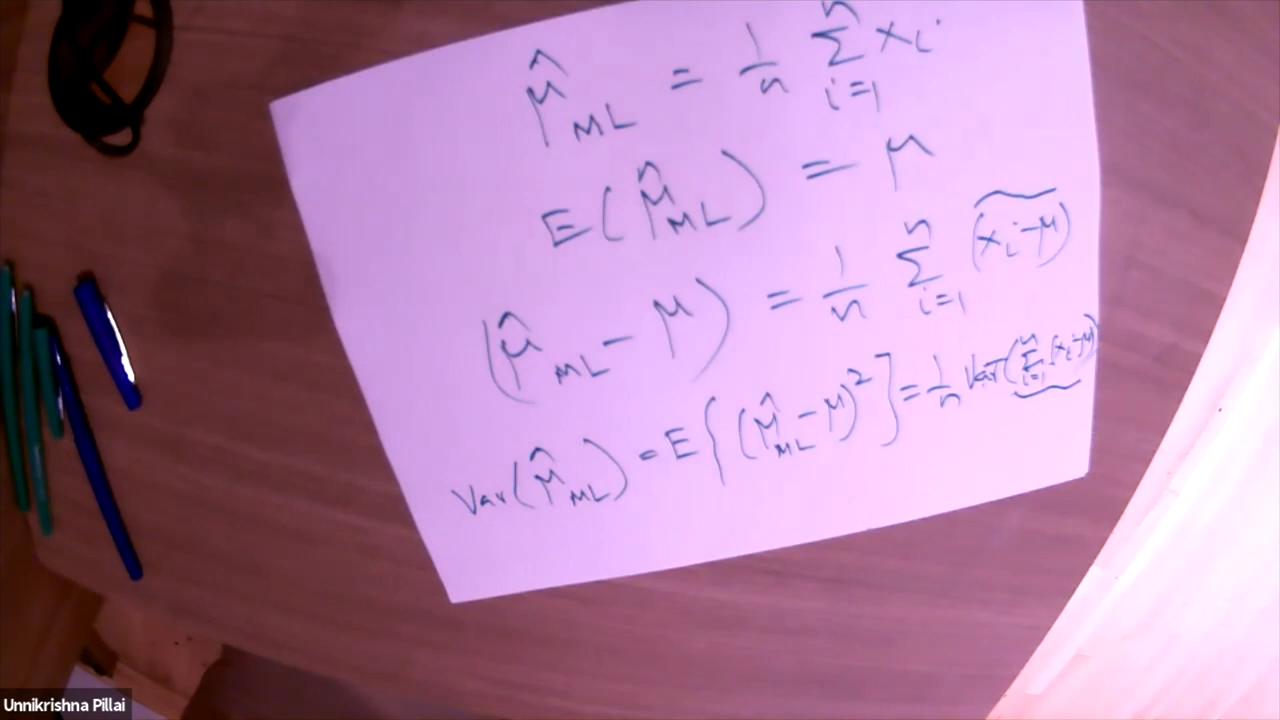 μ̂_ML = 1/n Σ_{i=1}^{n} x_i
E(μ̂_ML) = μ
(μ̂_ML - μ) = 1/n Σ_{i=1}^{n} (x_i - μ)
Var(μ̂_ML) = E{(μ̂_ML - μ)^2} = 1/n Var(Σ_{i=1}^{n} (x_i - μ)
Unnikrishna Pillai